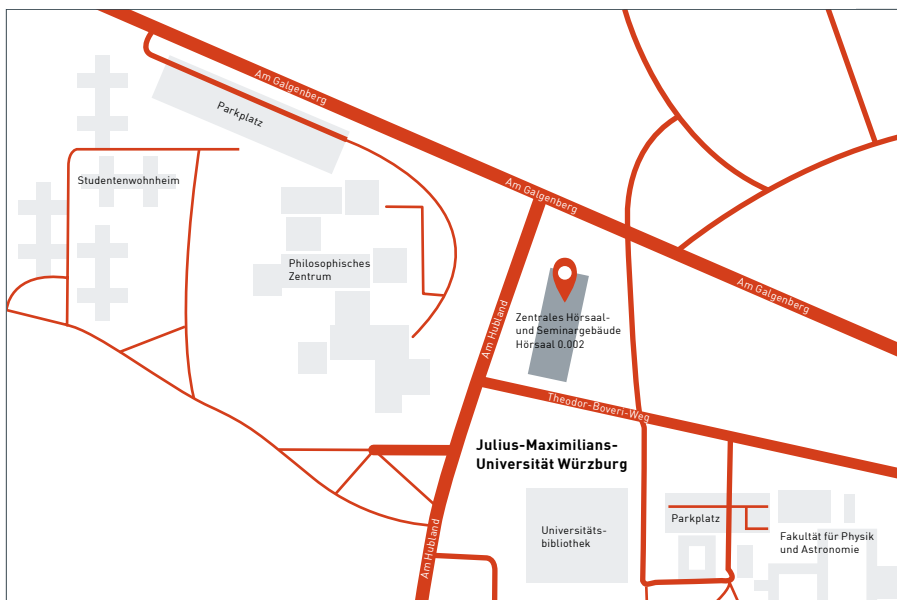 Am Galgenberg
Parkplatz
Studentenwohnheim
Am Galgenberg
Philosophisches
Zentrum
Am Galgenberg
Am Hubland
Zentrales Hörsaal-
und Seminargebäude
Hörsaal 0.002
Theodor-Boveri-Weg
Julius-Maximilians-
Universität Würzburg
Parkplatz
Universitäts-
bibliothek
Fakultät für Physik
und Astronomie
Am Hubland